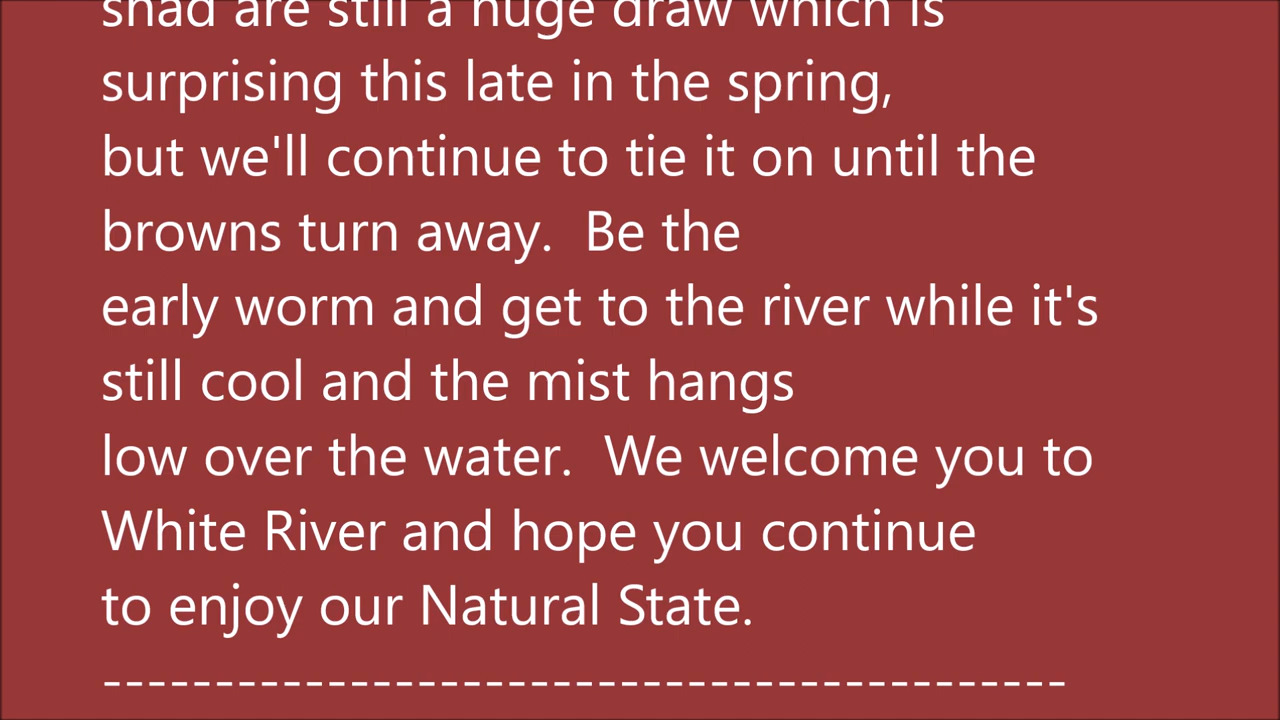 shad are still a huge draw which is
surprising this late in the spring,
but we'll continue to tie it on until the
browns turn away.  Be the
early worm and get to the river while it's
still cool and the mist hangs
low over the water.  We welcome you to
White River and hope you continue
to enjoy our Natural State.
-------------------------------------------